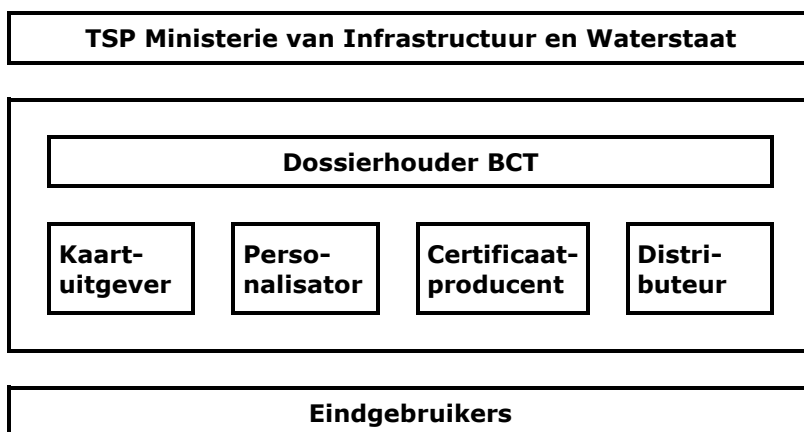 TSP Ministerie van Infrastructuur en Waterstaat
Dossierhouder BCT
Kaart-
uitgever
Perso-
nalisator
Certificaat-
producent
Distri-
buteur
Eindgebruikers